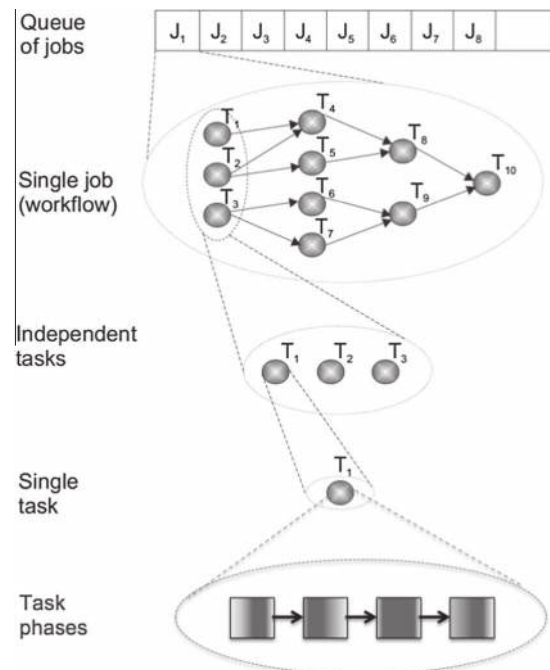 Queue
of jobs
J1 J2 J3 J4 J5 J6 J7 J8
Single job
(workflow)
T1
T2
T3
T4
T5
T6
T7
T8
T9
T10
Independent
tasks
T1 T2 T3
Single
task
T1
Task
phases